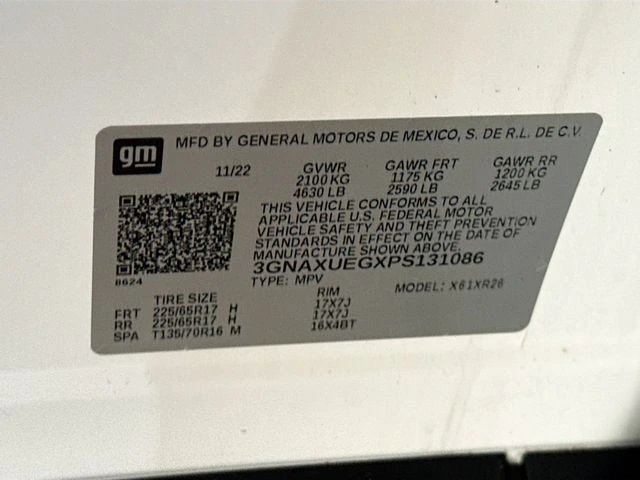 gm
MFD BY GENERAL MOTORS DE MEXICO, S. DE R.L. DE C.V.
11/22 GVWR GAWR FRT GAWR RR
2100 KG 1175 KG 1200 KG
4630 LB 2590 LB 2645 LB
THIS VEHICLE CONFORMS TO ALL
APPLICABLE U.S. FEDERAL MOTOR
VEHICLE SAFETY AND THEFT PREVENTION
STANDARDS IN EFFECT ON THE DATE OF
MANUFACTURE SHOWN ABOVE.
3GNAXUEGXPS131086
8624
TYPE: MPV MODEL: X61XR26
TIRE SIZE RIM
FRT 225/65R17 H 17X7J
RR 225/65R17 H 17X7J
SPA T135/70R16 M 16X4BT